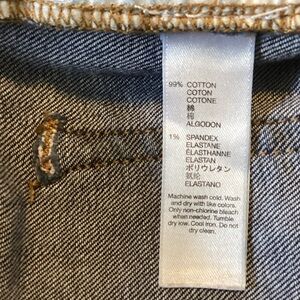 99% COTTON
COTON
COTONE
綿
棉
ALGODON
1% SPANDEX
ELASTANE
ELASTHANNE
ELASTAN
ポリウレタン
氨纶
ELASTANO
Machine wash cold. Wash
and dry with like colors.
Only non-chlorine bleach
when needed. Tumble
dry low. Cool iron. Do not
dry clean.